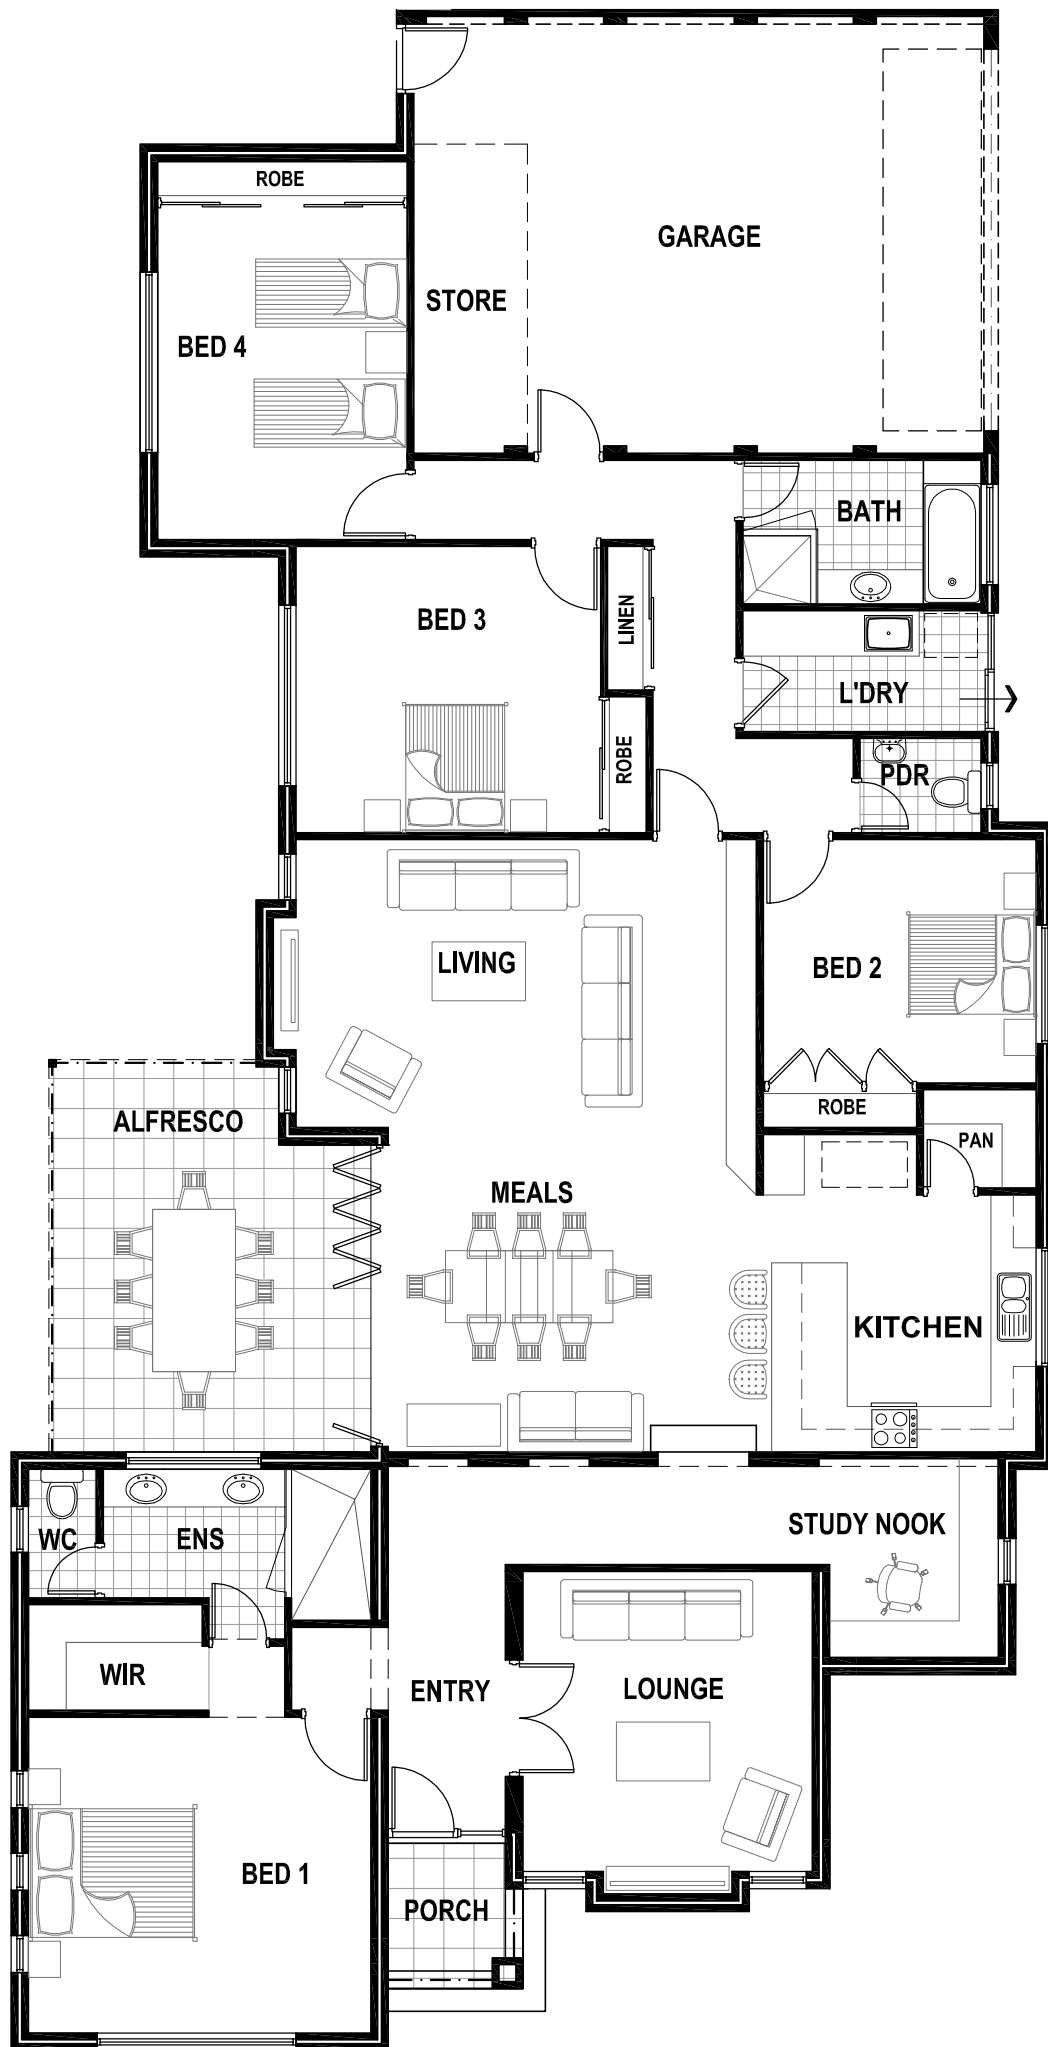 ROBE
GARAGE
STORE
BED 4
BATH
BED 3
LINEN
L'DRY
ROBE
PDR
LIVING
BED 2
ROBE
ALFRESCO
PAN
MEALS
KITCHEN
STUDY NOOK
WC
ENS
WIR
ENTRY
LOUNGE
BED 1
PORCH